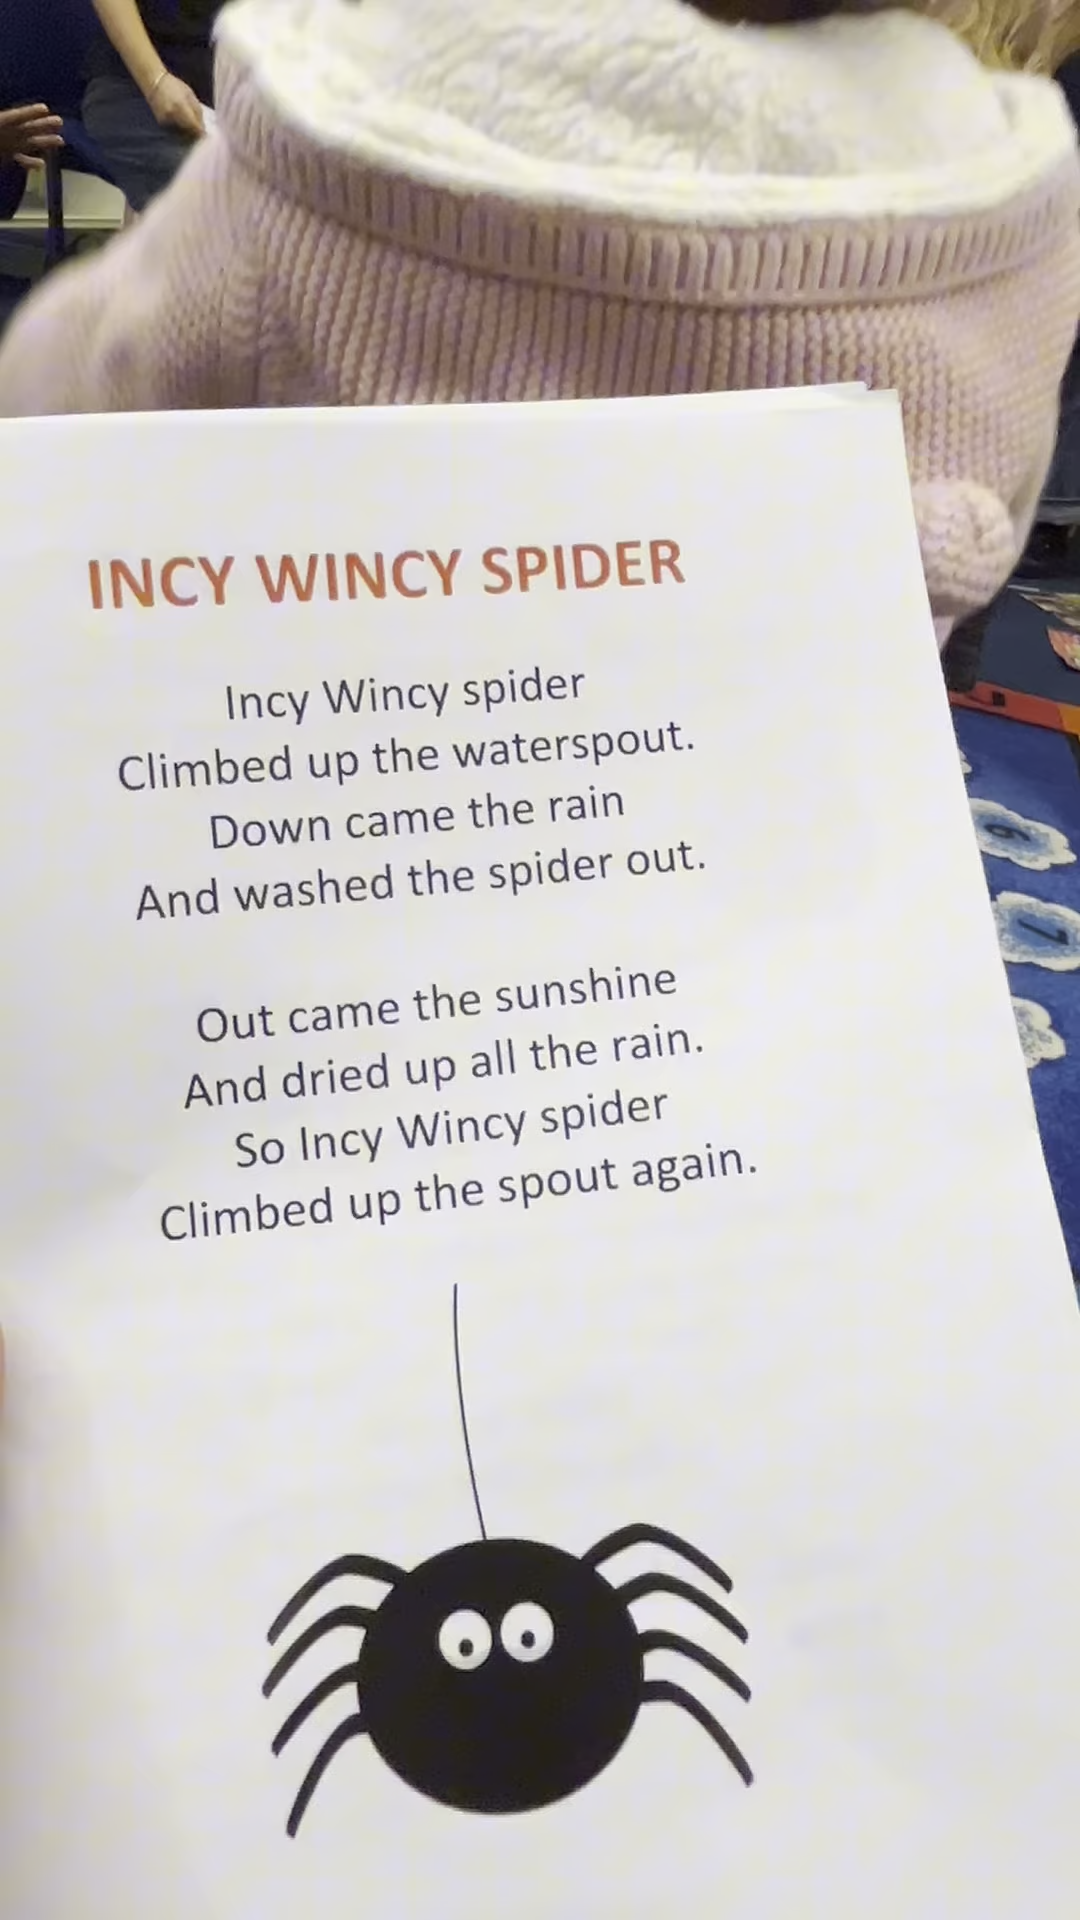 INCY WINCY SPIDER
Incy Wincy spider
Climbed up the waterspout.
Down came the rain
And washed the spider out.
Out came the sunshine
And dried up all the rain.
So Incy Wincy spider
Climbed up the spout again.
6
7